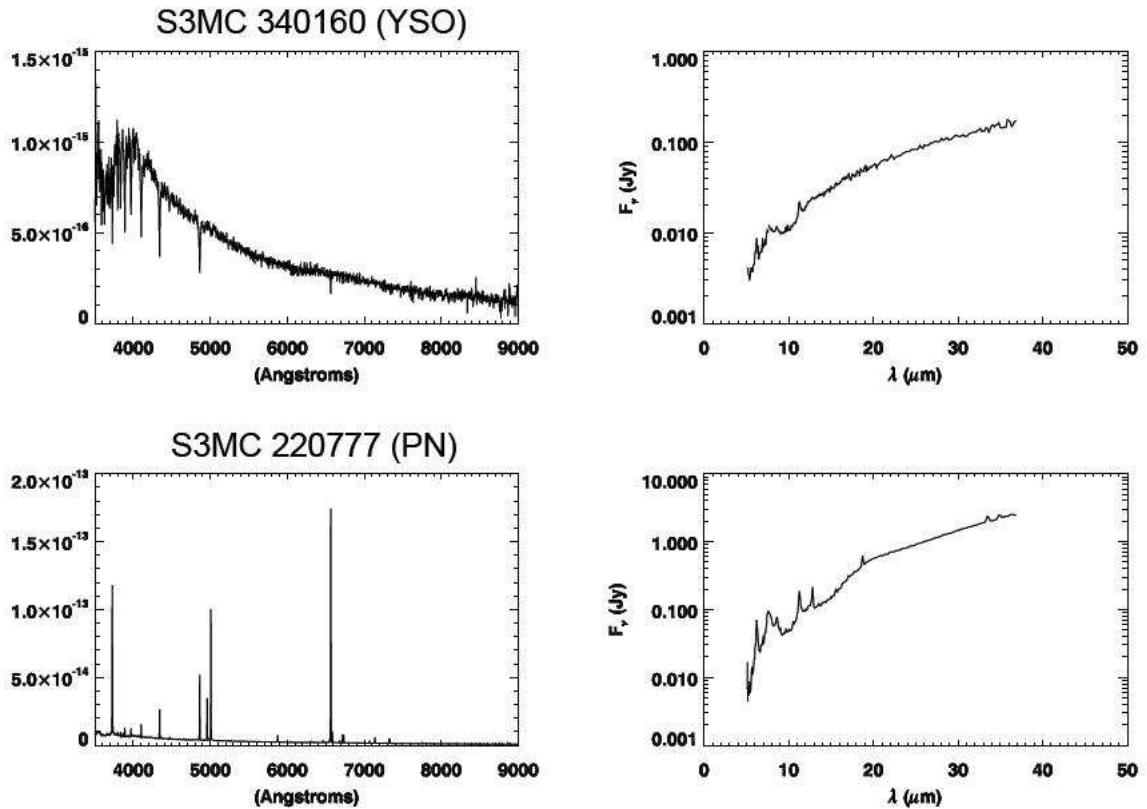 S3MC 340160 (YSO)
1.5×10⁻¹⁵
1.0×10⁻¹⁵
5.0×10⁻¹⁶
0
4000 5000 6000 7000 8000 9000
(Angstroms)
1.000
0.100
0.010
0.001
Fν (Jy)
0 10 20 30 40 50
λ (μm)
S3MC 220777 (PN)
2.0×10⁻¹³
1.5×10⁻¹³
1.0×10⁻¹³
5.0×10⁻¹⁴
0
4000 5000 6000 7000 8000 9000
(Angstroms)
10.000
1.000
0.100
0.010
0.001
Fν (Jy)
0 10 20 30 40 50
λ (μm)